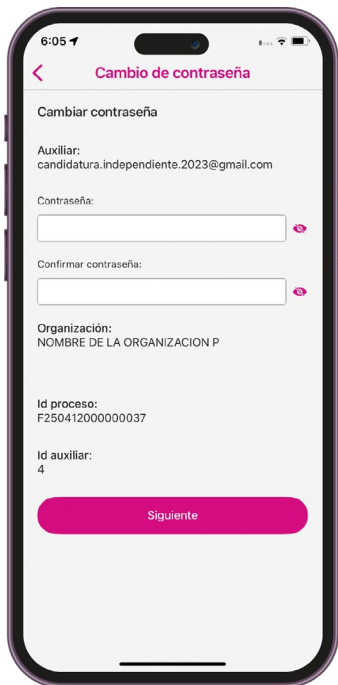 6:05
Cambio de contraseña
Cambiar contraseña
Auxiliar:
candidatura.independiente.2023@gmail.com
Contraseña:
Confirmar contraseña:
Organización:
NOMBRE DE LA ORGANIZACION P
Id proceso:
F250412000000037
Id auxiliar:
4
Siguiente